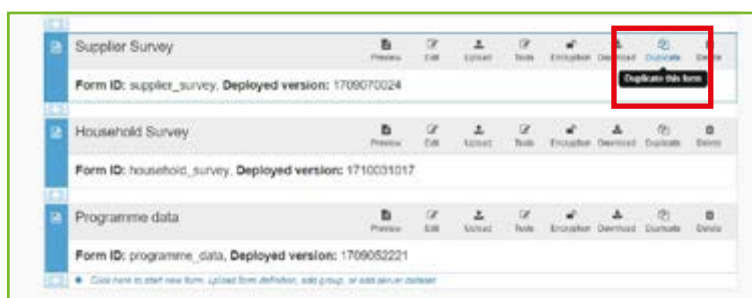 Supplier Survey
Preview Edit Upload Tools Encryption Download Duplicate Delete
Duplicate this form
Form ID: supplier_survey, Deployed version: 1709070024
Household Survey
Preview Edit Upload Tools Encryption Download Duplicate Delete
Form ID: household_survey, Deployed version: 1710031017
Programme data
Preview Edit Upload Tools Encryption Download Duplicate Delete
Form ID: programme_data, Deployed version: 1709052221
Click here to start new form, upload form definition, add group, or add server dataset